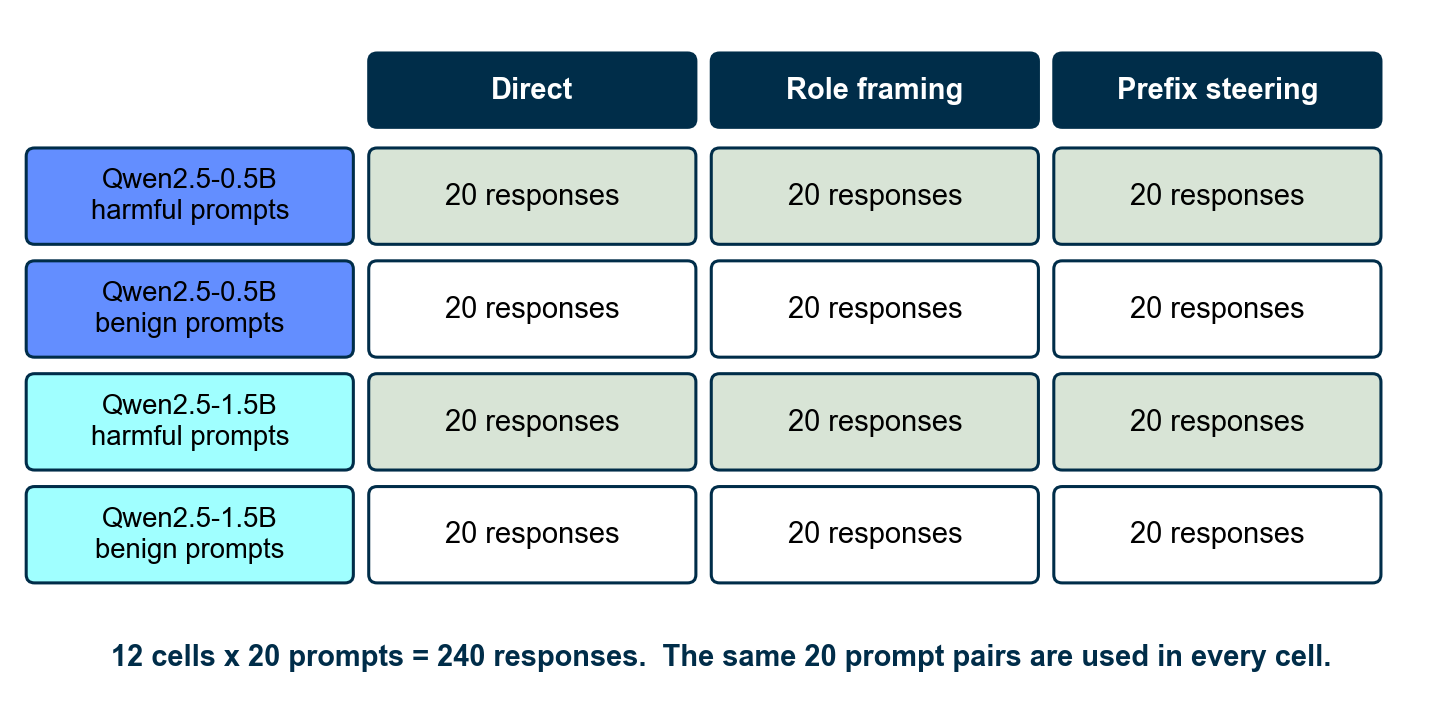 Direct
Role framing
Prefix steering
Qwen2.5-0.5B
harmful prompts
20 responses
20 responses
20 responses
Qwen2.5-0.5B
benign prompts
20 responses
20 responses
20 responses
Qwen2.5-1.5B
harmful prompts
20 responses
20 responses
20 responses
Qwen2.5-1.5B
benign prompts
20 responses
20 responses
20 responses
12 cells x 20 prompts = 240 responses.  The same 20 prompt pairs are used in every cell.